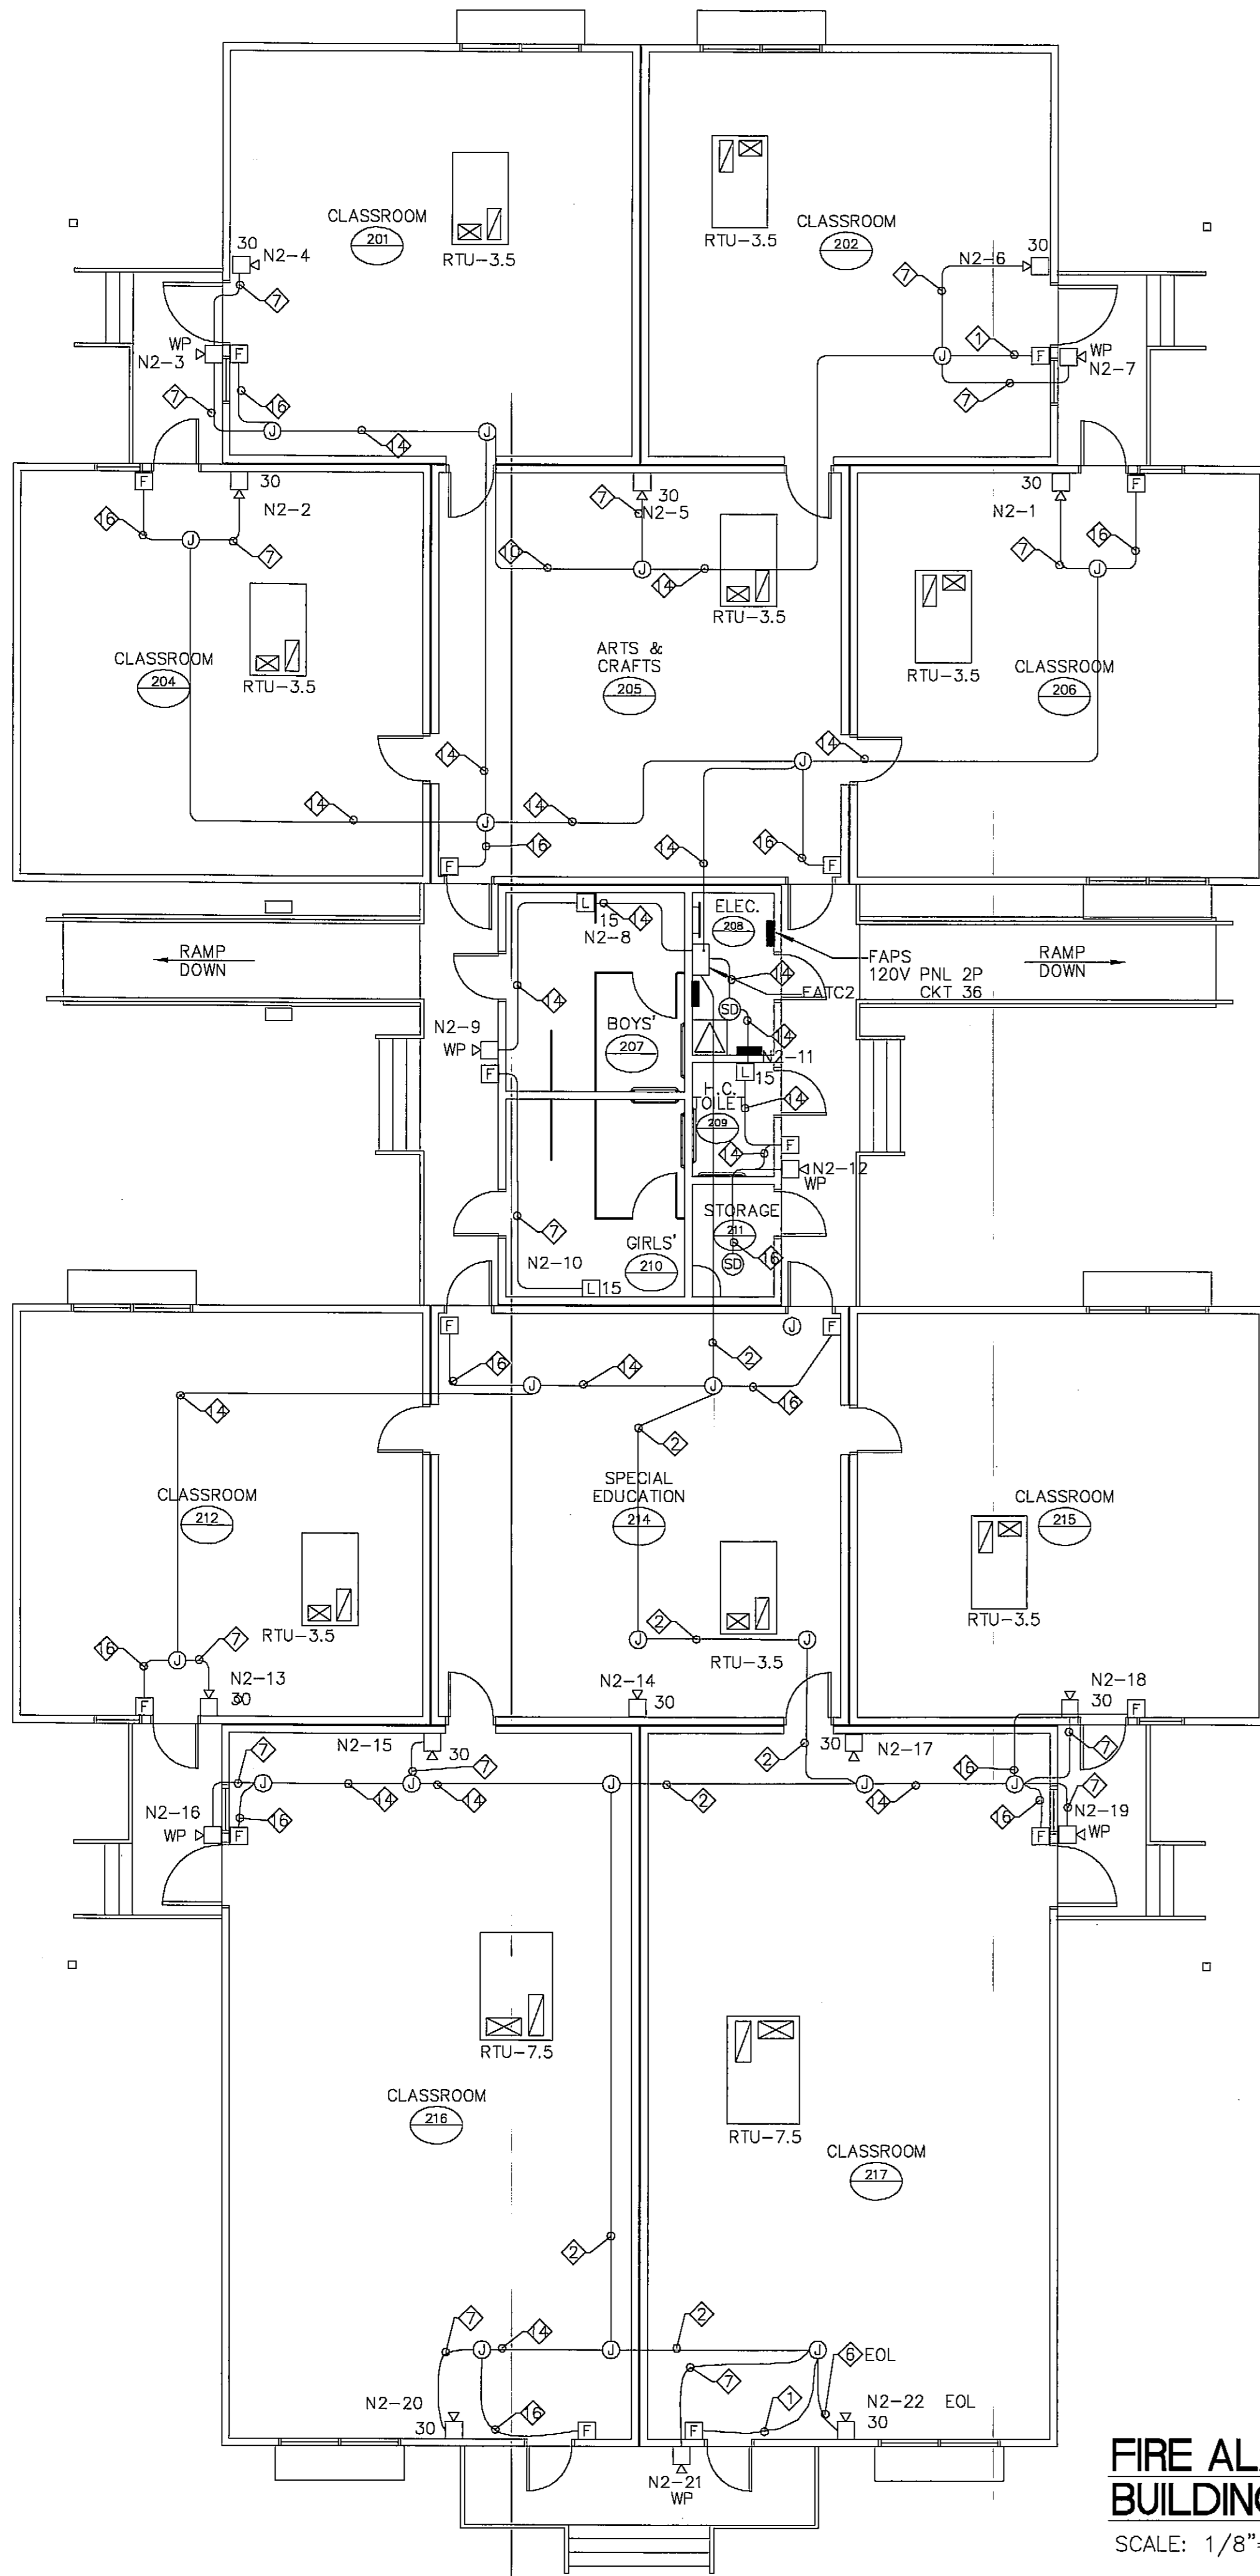 CLASSROOM
201
RTU-3.5
30
N2-4
7
WP
N2-3
F
16
7
J
14
J
RTU-3.5
CLASSROOM
202
30
N2-6
7
1
J
F
WP
N2-7
7
F
30
N2-2
16
J
7
CLASSROOM
204
RTU-3.5
7
30
N2-5
10
J
14
RTU-3.5
ARTS &
CRAFTS
205
30
N2-1
F
16
7
J
RTU-3.5
CLASSROOM
206
14
14
14
J
16
F
14
J
14
16
F
RAMP
DOWN
L
15
N2-8
14
14
ELEC.
208
FAPS
120V PNL 2P
CKT 36
RAMP
DOWN
FATC2
14
SD
14
N2-9
WP
F
BOYS'
207
N2-11
L
15
H.C.
TOILET
209
14
F
14
N2-12
WP
7
N2-10
GIRLS'
210
L
15
STORAGE
211
16
SD
F
16
J
14
2
J
16
J
F
14
2
CLASSROOM
212
RTU-3.5
16
J
7
F
N2-13
30
SPECIAL
EDUCATION
214
J
2
J
RTU-3.5
N2-14
30
CLASSROOM
215
RTU-3.5
N2-18
30
F
N2-15
30
7
J
14
J
14
7
J
16
N2-16
WP
F
2
2
30
N2-17
J
14
J
16
7
16
7
N2-19
F
WP
RTU-7.5
CLASSROOM
216
2
RTU-7.5
CLASSROOM
217
7
J
14
J
2
J
7
6
EOL
N2-20
30
16
F
F
1
N2-22 EOL
30
N2-21
WP
FIRE AL
BUILDING
SCALE: 1/8"=